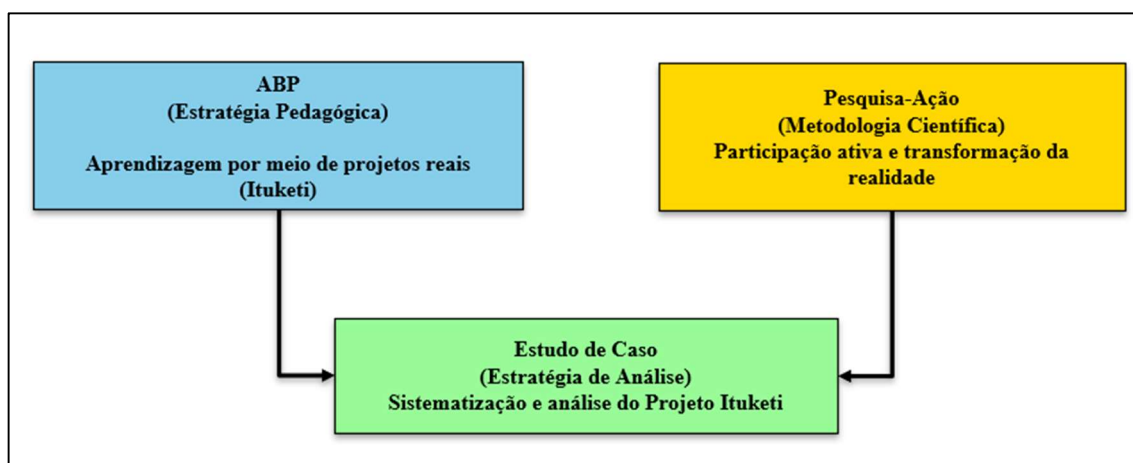 ABP
(Estratégia Pedagógica)
Aprendizagem por meio de projetos reais
(Ituketi)
Pesquisa-Ação
(Metodologia Científica)
Participação ativa e transformação da
realidade
Estudo de Caso
(Estratégia de Análise)
Sistematização e análise do Projeto Ituketi